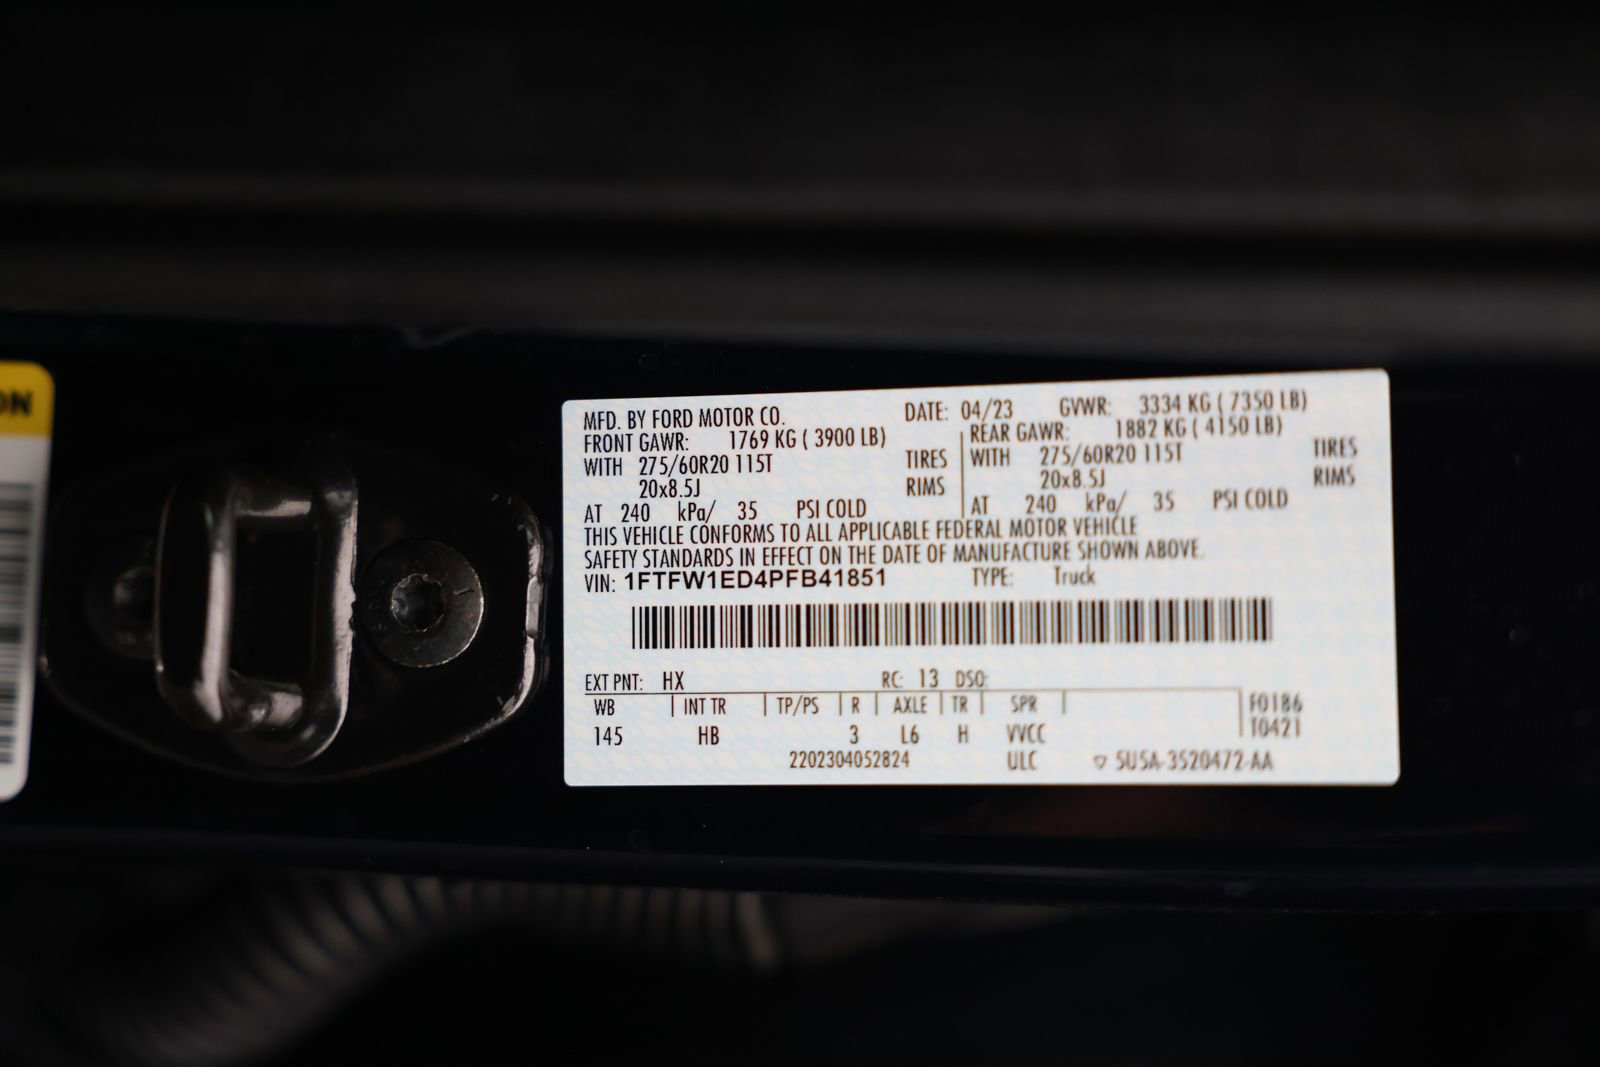 ON
MFD. BY FORD MOTOR CO. DATE: 04/23 GVWR: 3334 KG ( 7350 LB)
FRONT GAWR: 1769 KG ( 3900 LB) REAR GAWR: 1882 KG ( 4150 LB)
WITH 275/60R20 115T TIRES WITH 275/60R20 115T TIRES
20x8.5J RIMS 20x8.5J RIMS
AT 240 kPa/ 35 PSI COLD AT 240 kPa/ 35 PSI COLD
THIS VEHICLE CONFORMS TO ALL APPLICABLE FEDERAL MOTOR VEHICLE
SAFETY STANDARDS IN EFFECT ON THE DATE OF MANUFACTURE SHOWN ABOVE.
VIN: 1FTFW1ED4PFB41851 TYPE: Truck
EXT PNT: HX RC: 13 DSO:
WB INT TR TP/PS R AXLE TR SPR F0186
145 HB 3 L6 H VVCC T0421
2202304052824 ULC ▽ 5U5A-3520472-AA